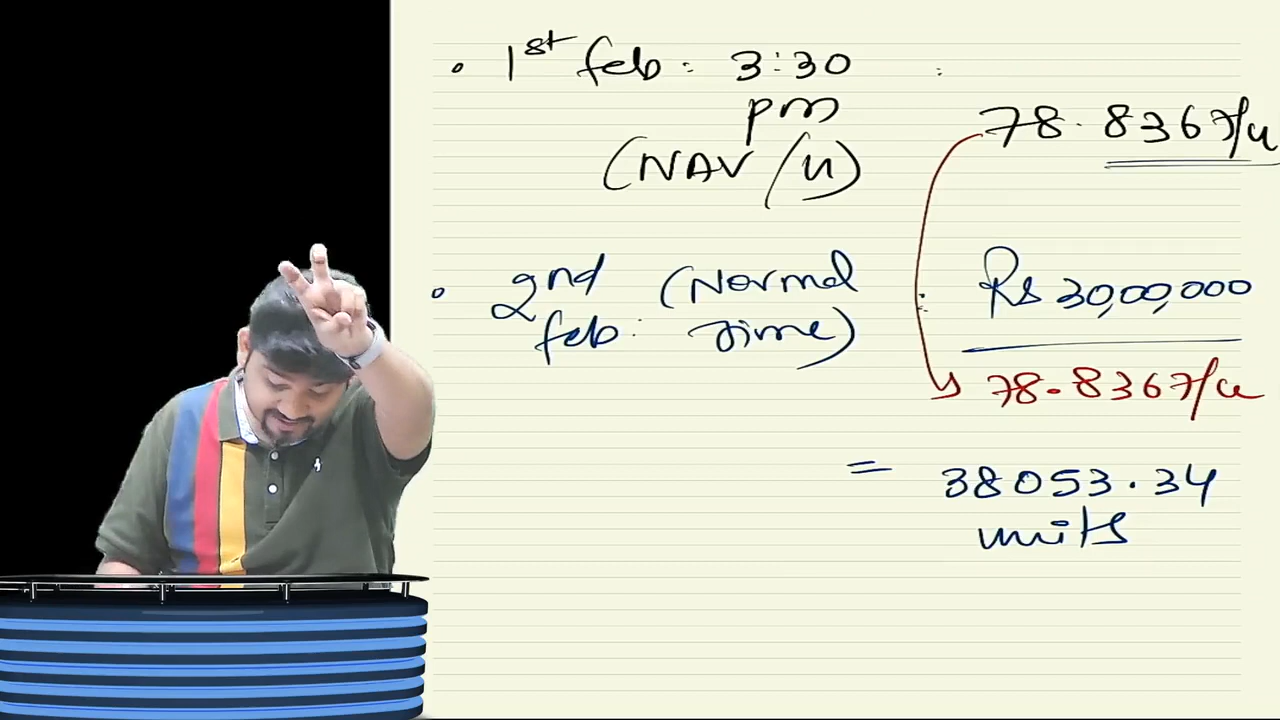 • 1st feb : 3:30 :
pm
(NAV/u)
78.8367/u
• 2nd (Normal
feb : time) :
Rs 30,00,000
78.8367/u
= 38053.34
units